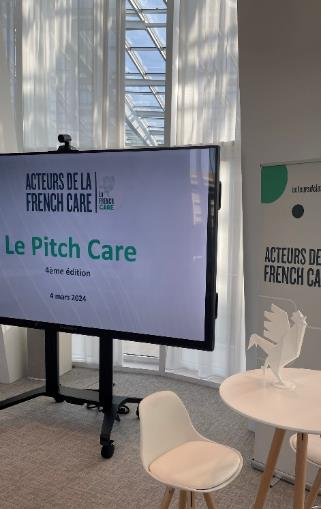 ACTEURS DE LA
FRENCH CARE
LA
FRENCH
CARE
Le Pitch Care
4ème édition
4 mars 2024
ACTEURS DE
FRENCH CA